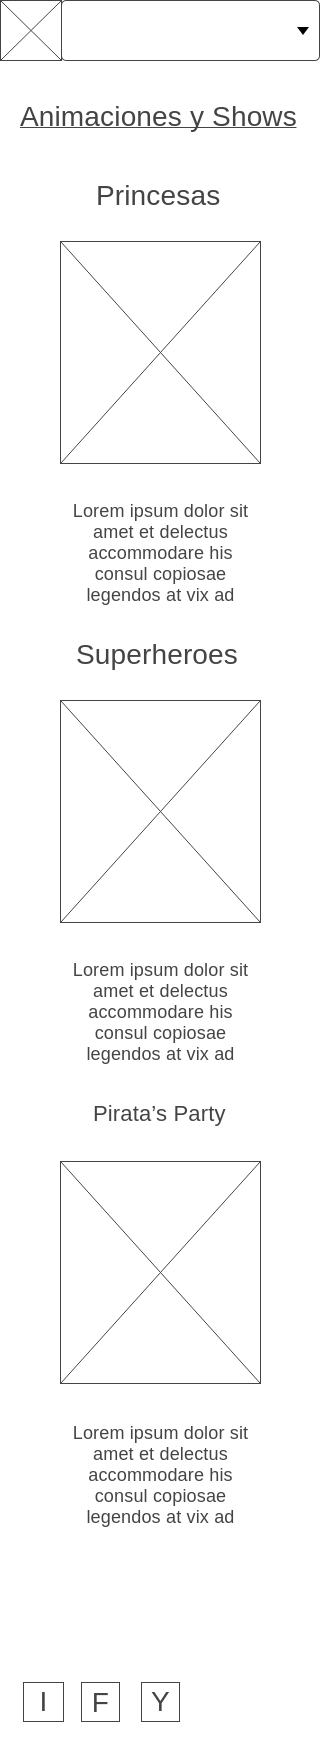 Animaciones y Shows
Princesas
Lorem ipsum dolor sit
amet et delectus
accommodare his
consul copiosae
legendos at vix ad
Superheroes
Lorem ipsum dolor sit
amet et delectus
accommodare his
consul copiosae
legendos at vix ad
Pirata’s Party
Lorem ipsum dolor sit
amet et delectus
accommodare his
consul copiosae
legendos at vix ad
I F Y